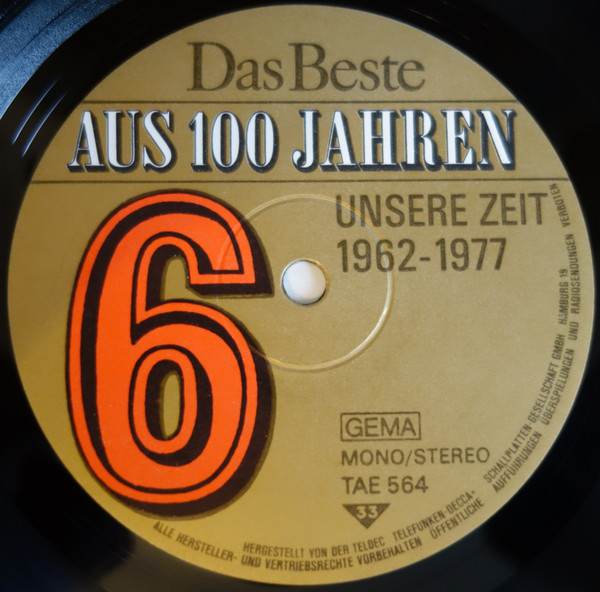 Das Beste
AUS 100 JAHREN
6
UNSERE ZEIT
1962-1977
GEMA
MONO/STEREO
TAE 564
33
HERGESTELLT VON DER TELDEC TELEFUNKEN-DECCA-SCHALLPLATTEN-GESELLSCHAFT GMBH HAMBURG 19
ALLE HERSTELLER- UND VERTRIEBSRECHTE VORBEHALTEN ÖFFENTLICHE AUFFÜHRUNGEN ÜBERSPIELUNGEN UND RADIOSENDUNGEN VERBOTEN